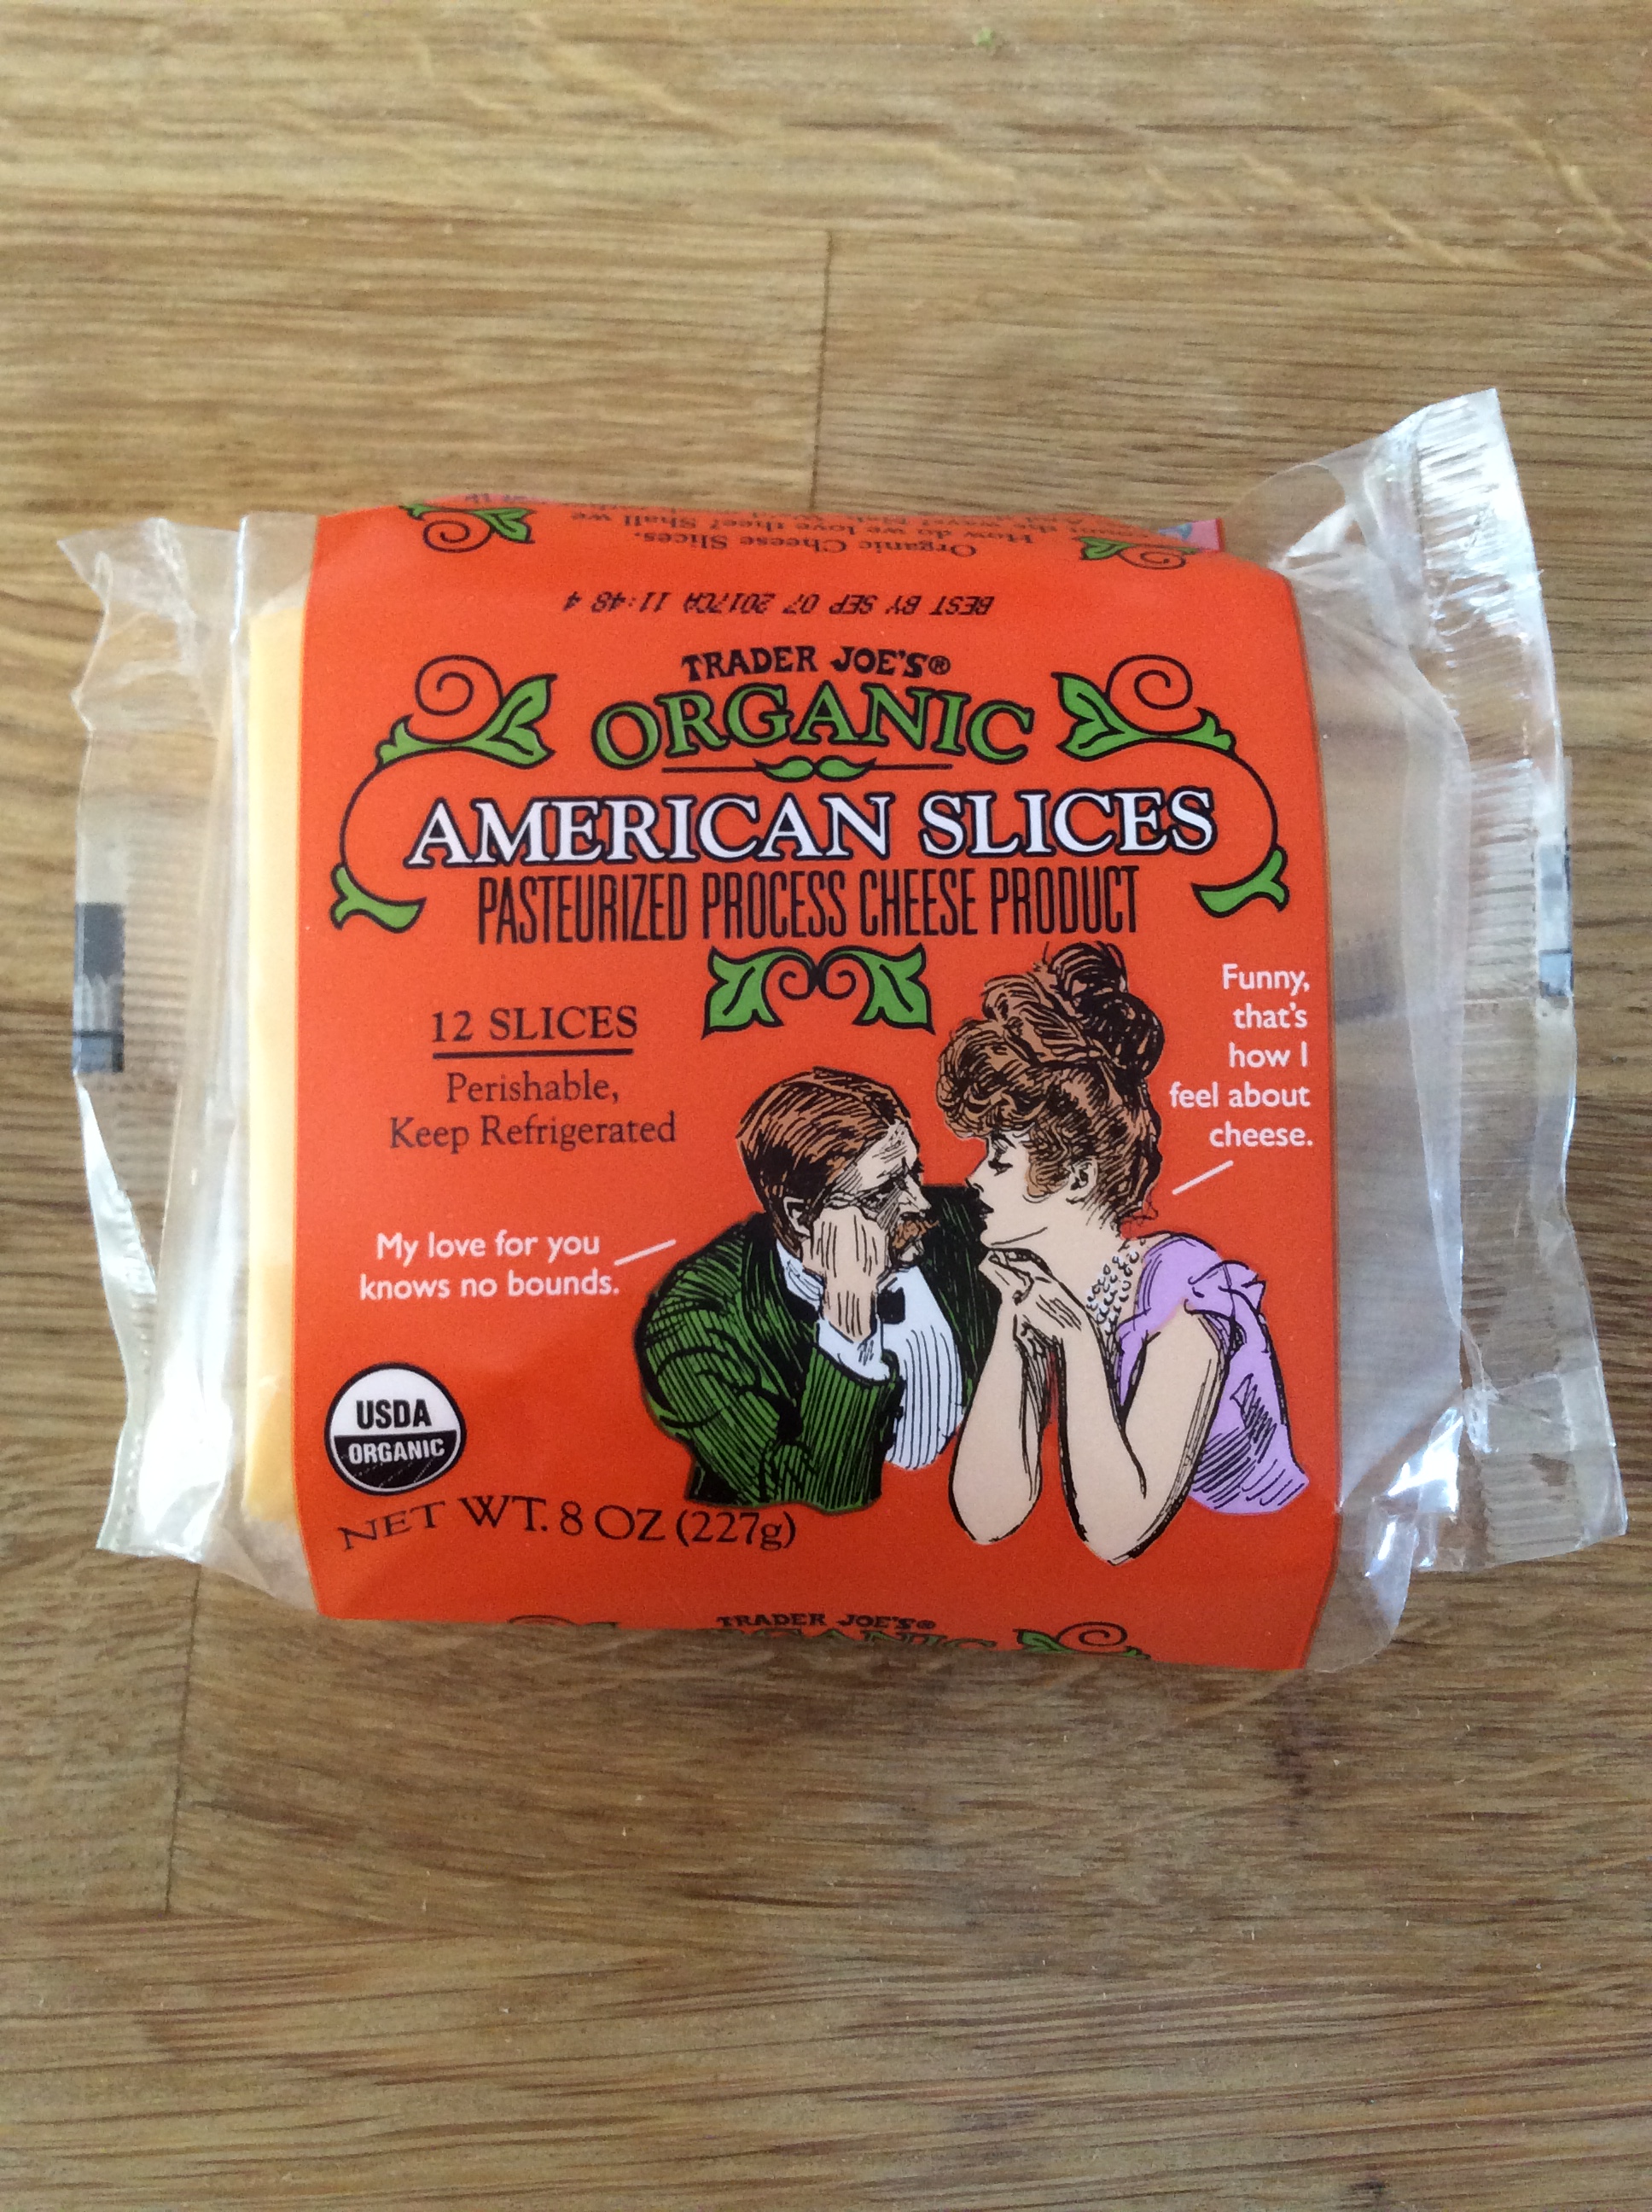 Organic Cheese Slices.
How do we love thee? Shall we
BEST BY SEP 07 2017CA 11:48 4
TRADER JOE'S®
ORGANIC
AMERICAN SLICES
PASTEURIZED PROCESS CHEESE PRODUCT
12 SLICES
Perishable,
Keep Refrigerated
Funny,
that's
how I
feel about
cheese.
My love for you
knows no bounds.
USDA
ORGANIC
NET WT. 8 OZ (227g)
TRADER JOE'S®
ORGANIC